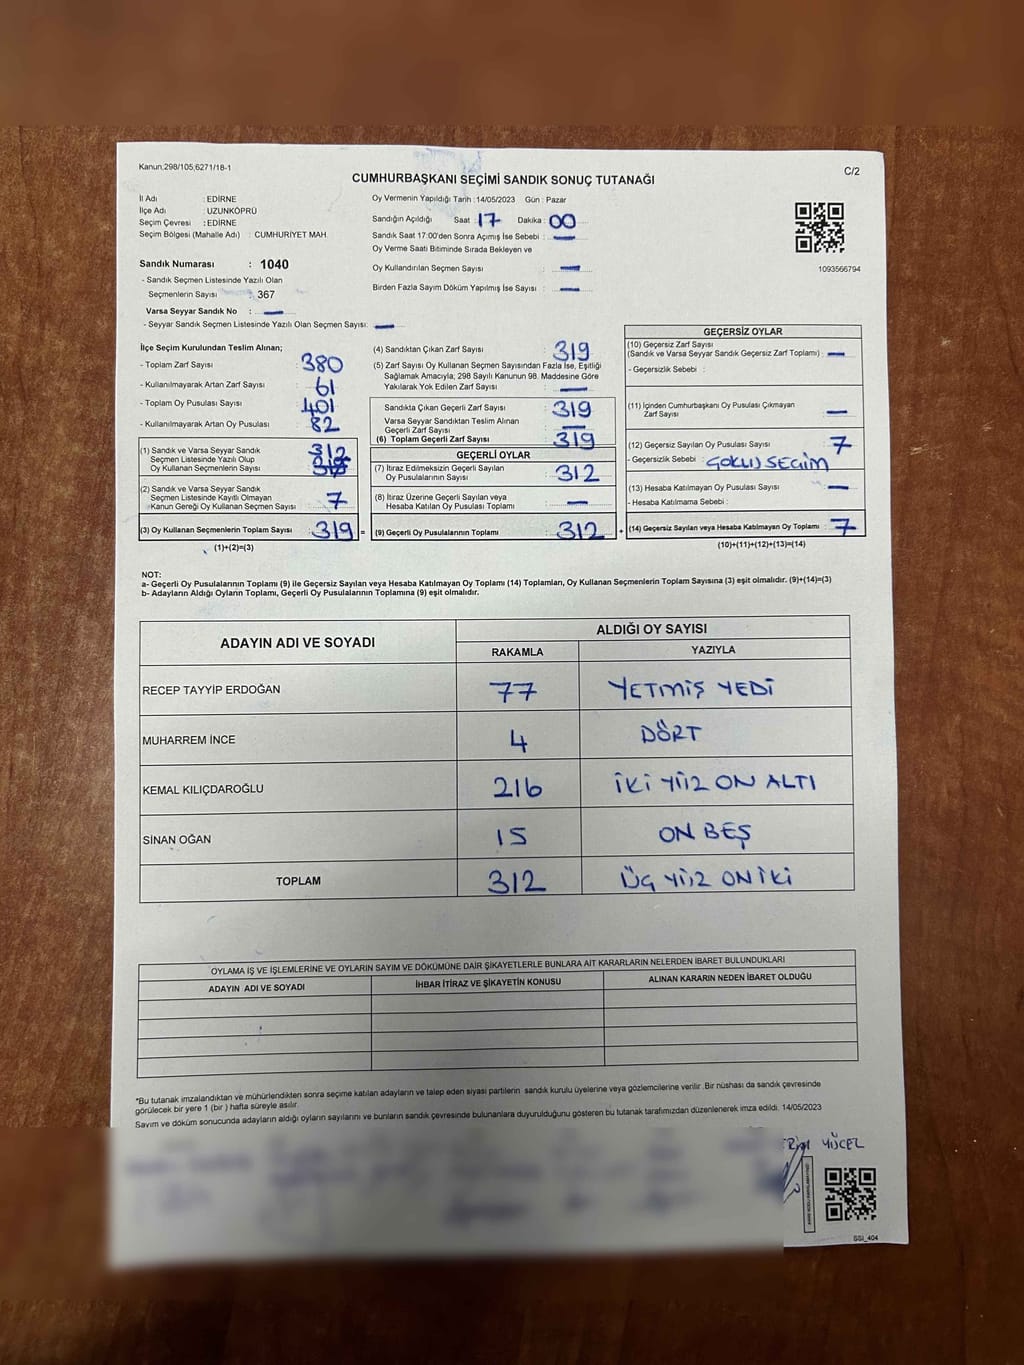 Kanun,298/105,6271/18-1
C/2
CUMHURBAŞKANI SEÇİMİ SANDIK SONUÇ TUTANAĞI
İl Adı : EDİRNE
İlçe Adı : UZUNKÖPRÜ
Seçim Çevresi : EDİRNE
Seçim Bölgesi (Mahalle Adı) : CUMHURİYET MAH.
Sandık Numarası : 1040
- Sandık Seçmen Listesinde Yazılı Olan
Seçmenlerin Sayısı : 367
Varsa Seyyar Sandık No :
- Seyyar Sandık Seçmen Listesinde Yazılı Olan Seçmen Sayısı:
Oy Vermenin Yapıldığı Tarih : 14/05/2023 Gün : Pazar
Sandığın Açıldığı Saat : 17 Dakika : 00
Sandık Saat 17:00'den Sonra Açımış İse Sebebi :
Oy Verme Saati Bitiminde Sırada Bekleyen ve
Oy Kullandırılan Seçmen Sayısı :
Birden Fazla Sayım Döküm Yapılmış İse Sayısı :
1093566794
İlçe Seçim Kurulundan Teslim Alınan;
- Toplam Zarf Sayısı : 380
- Kullanılmayarak Artan Zarf Sayısı : 61
- Toplam Oy Pusulası Sayısı : 401
- Kullanılmayarak Artan Oy Pusulası : 82
(1) Sandık ve Varsa Seyyar Sandık
Seçmen Listesinde Yazılı Olup
Oy Kullanan Seçmenlerin Sayısı : 312
(2) Sandık ve Varsa Seyyar Sandık
Seçmen Listesinde Kayıtlı Olmayan
Kanun Gereği Oy Kullanan Seçmen Sayısı : 7
(3) Oy Kullanan Seçmenlerin Toplam Sayısı : 319 =
(1)+(2)=(3)
(4) Sandıktan Çıkan Zarf Sayısı : 319
(5) Zarf Sayısı Oy Kullanan Seçmen Sayısından Fazla İse, Eşitliği
Sağlamak Amacıyla; 298 Sayılı Kanunun 98. Maddesine Göre
Yakılarak Yok Edilen Zarf Sayısı :
Sandıkta Çıkan Geçerli Zarf Sayısı : 319
Varsa Seyyar Sandıktan Teslim Alınan
Geçerli Zarf Sayısı :
(6) Toplam Geçerli Zarf Sayısı : 319
GEÇERLİ OYLAR
(7) İtiraz Edilmeksizin Geçerli Sayılan
Oy Pusulasının Sayısı : 312
(8) İtiraz Üzerine Geçerli Sayılan veya
Hesaba Katılan Oy Pusulası Toplamı :
(9) Geçerli Oy Pusulalarının Toplamı : 312 +
GEÇERSİZ OYLAR
(10) Geçersiz Zarf Sayısı
(Sandık ve Varsa Seyyar Sandık Geçersiz Zarf Toplamı) :
- Geçersizlik Sebebi :
(11) İçinden Cumhurbaşkanı Oy Pusulası Çıkmayan
Zarf Sayısı :
(12) Geçersiz Sayılan Oy Pusulası Sayısı : 7
- Geçersizlik Sebebi : ÇOKLU SEÇİM
(13) Hesaba Katılmayan Oy Pusulası Sayısı :
- Hesaba Katılmama Sebebi :
(14) Geçersiz Sayılan veya Hesaba Katılmayan Oy Toplamı : 7
(10)+(11)+(12)+(13)=(14)
NOT:
a- Geçerli Oy Pusulalarının Toplamı (9) ile Geçersiz Sayılan veya Hesaba Katılmayan Oy Toplamı (14) Toplamları, Oy Kullanan Seçmenlerin Toplam Sayısına (3) eşit olmalıdır. (9)+(14)=(3)
b- Adayların Aldığı Oyların Toplamı, Geçerli Oy Pusulalarının Toplamına (9) eşit olmalıdır.
ADAYIN ADI VE SOYADI ALDIĞI OY SAYISI
RAKAMLA YAZIYLA
RECEP TAYYİP ERDOĞAN 77 YETMİŞ YEDİ
MUHARREM İNCE 4 DÖRT
KEMAL KILIÇDAROĞLU 216 İKİ YÜZ ON ALTI
SİNAN OĞAN 15 ON BEŞ
TOPLAM 312 ÜÇ YÜZ ON İKİ
OYLAMA İŞ VE İŞLEMLERİNE VE OYLARIN SAYIM VE DÖKÜMÜNE DAİR ŞİKAYETLERLE BUNLARA AİT KARARLARIN NELERDEN İBARET BULUNDUKLARI
ADAYIN ADI VE SOYADI İHBAR İTİRAZ VE ŞİKAYETİN KONUSU ALINAN KARARIN NEDEN İBARET OLDUĞU
*Bu tutanak imzalandıktan ve mühürlendikten sonra seçime katılan adayların ve talep eden siyasi partilerin sandık kurulu üyelerine veya gözlemcilerine verilir. Bir nüshası da sandık çevresinde
görülecek bir yere 1 (bir ) hafta süreyle asılır.
Sayım ve döküm sonucunda adayların aldığı oyların sayılarını ve bunların sandık çevresinde bulunanlara duyurulduğunu gösteren bu tutanak tarafımızdan düzenlenerek imza edildi. 14/05/2023
YÜCEL
SSI_404